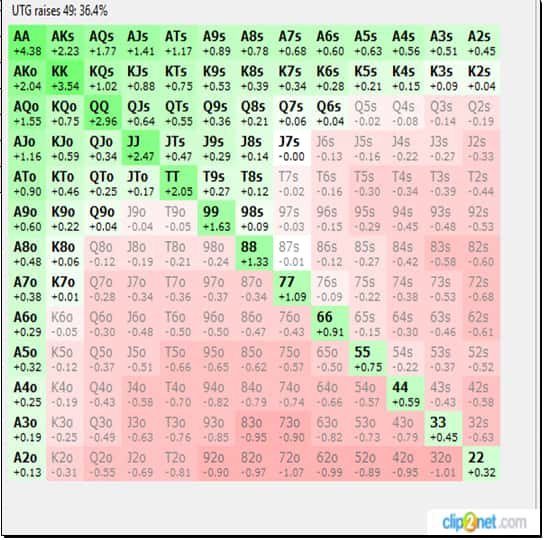 UTG raises 49: 36.4%
AA AKs AQs AJs ATs A9s A8s A7s A6s A5s A4s A3s A2s
+4.38 +2.23 +1.77 +1.41 +1.17 +0.89 +0.78 +0.68 +0.60 +0.63 +0.56 +0.51 +0.45
AKo KK KQs KJs KTs K9s K8s K7s K6s K5s K4s K3s K2s
+2.04 +3.54 +1.02 +0.88 +0.75 +0.53 +0.39 +0.34 +0.28 +0.21 +0.15 +0.09 +0.04
AQo KQo QQ QJs QTs Q9s Q8s Q7s Q6s Q5s Q4s Q3s Q2s
+1.55 +0.75 +2.96 +0.64 +0.55 +0.36 +0.21 +0.06 +0.04 -0.02 -0.08 -0.14 -0.19
AJo KJo QJo JJ JTs J9s J8s J7s J6s J5s J4s J3s J2s
+1.16 +0.59 +0.34 +2.47 +0.47 +0.29 +0.14 -0.00 -0.13 -0.16 -0.22 -0.27 -0.33
ATo KTo QTo JTo TT T9s T8s T7s T6s T5s T4s T3s T2s
+0.90 +0.46 +0.25 +0.17 +2.05 +0.27 +0.12 -0.02 -0.16 -0.30 -0.34 -0.39 -0.44
A9o K9o Q9o J9o T9o 99 98s 97s 96s 95s 94s 93s 92s
+0.60 +0.22 +0.04 -0.04 -0.05 +1.63 +0.09 -0.03 -0.15 -0.29 -0.45 -0.48 -0.53
A8o K8o Q8o J8o T8o 98o 88 87s 86s 85s 84s 83s 82s
+0.48 +0.06 -0.12 -0.19 -0.21 -0.24 +1.33 -0.01 -0.12 -0.27 -0.42 -0.58 -0.60
A7o K7o Q7o J7o T7o 97o 87o 77 76s 75s 74s 73s 72s
+0.38 +0.01 -0.28 -0.34 -0.36 -0.37 -0.34 +1.09 -0.09 -0.22 -0.38 -0.53 -0.68
A6o K6o Q6o J6o T6o 96o 86o 76o 66 65s 64s 63s 62s
+0.29 -0.05 -0.30 -0.48 -0.50 -0.50 -0.47 -0.43 +0.91 -0.15 -0.30 -0.46 -0.61
A5o K5o Q5o J5o T5o 95o 85o 75o 65o 55 54s 53s 52s
+0.32 -0.12 -0.37 -0.51 -0.66 -0.65 -0.62 -0.57 -0.50 +0.75 -0.22 -0.37 -0.52
A4o K4o Q4o J4o T4o 94o 84o 74o 64o 54o 44 43s 42s
+0.25 -0.19 -0.43 -0.58 -0.70 -0.82 -0.79 -0.74 -0.66 -0.57 +0.59 -0.43 -0.58
A3o K3o Q3o J3o T3o 93o 83o 73o 63o 53o 43o 33 32s
+0.19 -0.25 -0.49 -0.63 -0.76 -0.85 -0.95 -0.90 -0.82 -0.73 -0.79 +0.45 -0.63
A2o K2o Q2o J2o T2o 92o 82o 72o 62o 52o 42o 32o 22
+0.13 -0.31 -0.55 -0.69 -0.81 -0.90 -0.97 -1.07 -0.99 -0.89 -0.95 -1.01 +0.32
clip2net.com